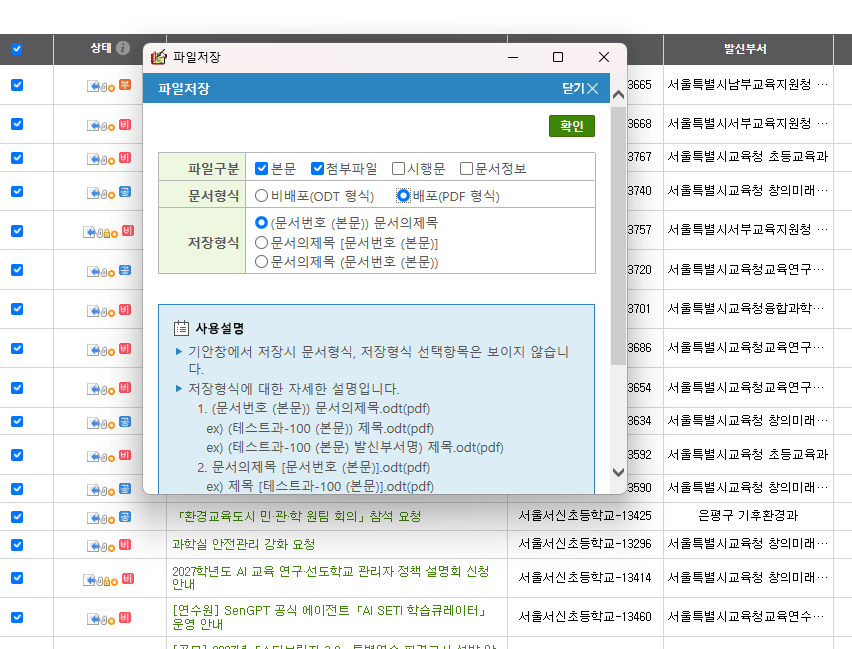 파일저장
상태
발신부서
파일저장
닫기
확인
파일구분 본문 첨부파일 시행문 문서정보
문서형식 비배포(ODT 형식) 배포(PDF 형식)
저장형식 (문서번호 (본문)) 문서의제목
문서의제목 [문서번호 (본문)]
문서의제목 (문서번호 (본문))
사용설명
기안창에서 저장시 문서형식, 저장형식 선택항목은 보이지 않습니
다.
저장형식에 대한 자세한 설명입니다.
1. (문서번호 (본문)) 문서의제목.odt(pdf)
ex) (테스트과-100 (본문)) 제목.odt(pdf)
ex) (테스트과-100 (본문) 발신부서명) 제목.odt(pdf)
2. 문서의제목 [문서번호 (본문)].odt(pdf)
ex) 제목 [테스트과-100 (본문)].odt(pdf)
부 3665 서울특별시남부교육지원청 ···
비 3668 서울특별시서부교육지원청 ···
비 3767 서울특별시교육청 초등교육과
공 3740 서울특별시교육청 창의미래···
비 3757 서울특별시서부교육지원청 ···
공 3720 서울특별시교육청교육연구···
비 3701 서울특별시교육청융합과학···
비 3686 서울특별시교육청교육연구···
비 3654 서울특별시교육청교육연구···
공 3634 서울특별시교육청 창의미래···
비 3592 서울특별시교육청 초등교육과
공 3590 서울특별시교육청 창의미래···
공 「환경교육도시 민·관·학 원팀 회의」 참석 요청 서울서신초등학교-13425 은평구 기후환경과
비 과학실 안전관리 강화 요청 서울서신초등학교-13296 서울특별시교육청 창의미래···
비 2027학년도 AI 교육 연구·선도학교 관리자 정책 설명회 신청
안내 서울서신초등학교-13414 서울특별시교육청 창의미래···
비 [연수원] SenGPT 공식 에이전트 「AI SETI 학습큐레이터」
운영 안내 서울서신초등학교-13460 서울특별시교육청교육연수···